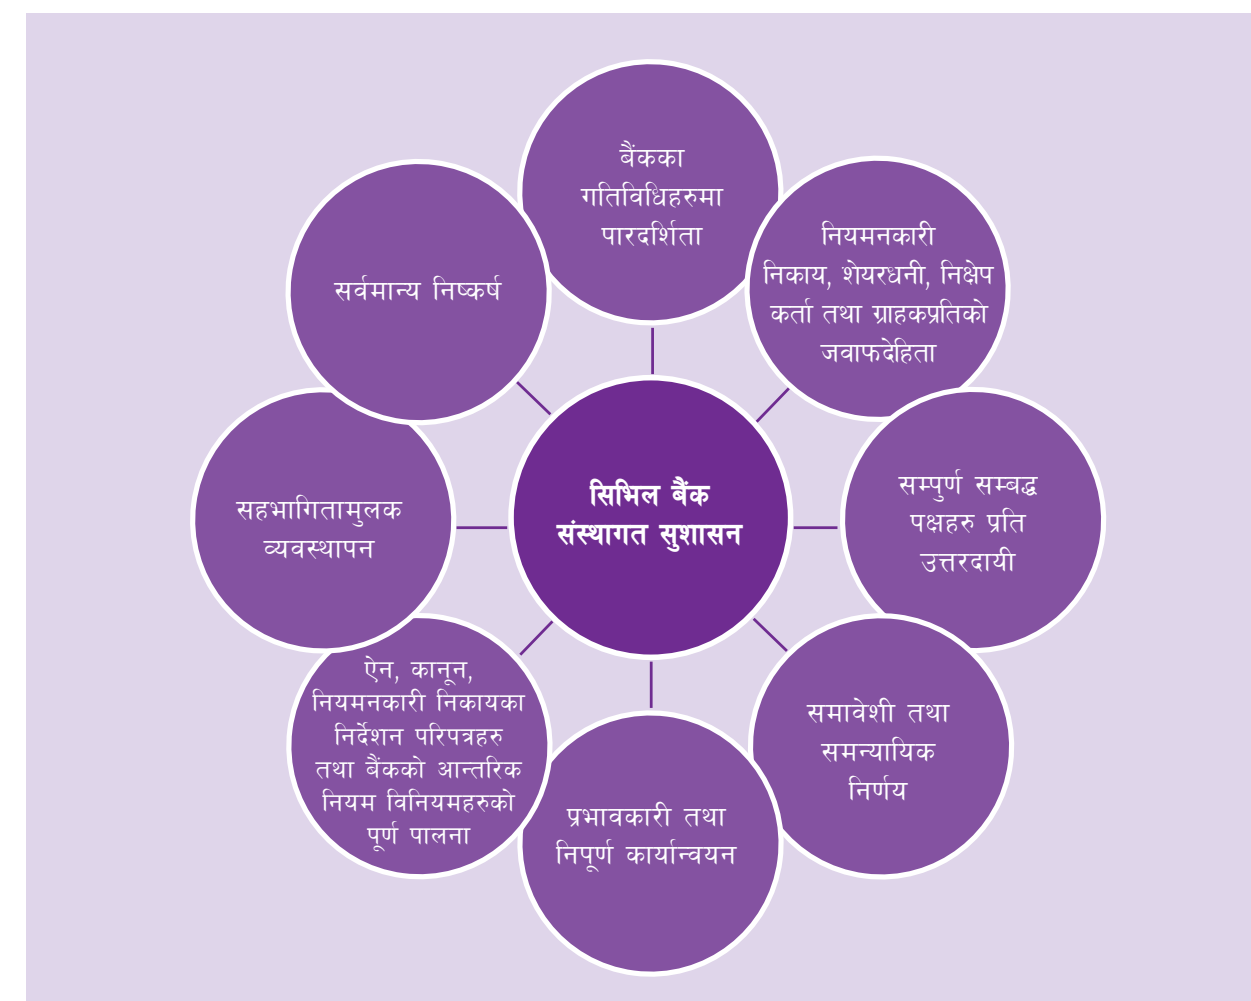 बैंकका
गतिविधिहरुमा
पारदर्शिता
नियमनकारी
निकाय, शेयरधनी, निक्षेप
कर्ता तथा ग्राहकप्रतिको
जवाफदेहिता
सम्पुर्ण सम्बद्ध
पक्षहरु प्रति
उत्तरदायी
समावेशी तथा
समन्यायिक
निर्णय
प्रभावकारी तथा
निपूर्ण कार्यान्वयन
ऐन, कानून,
नियमनकारी निकायका
निर्देशन परिपत्रहरु
तथा बैंकको आन्तरिक
नियम विनियमहरुको
पूर्ण पालना
सहभागितामुलक
व्यवस्थापन
सर्वमान्य निष्कर्ष
सिभिल बैंक
संस्थागत सुशासन